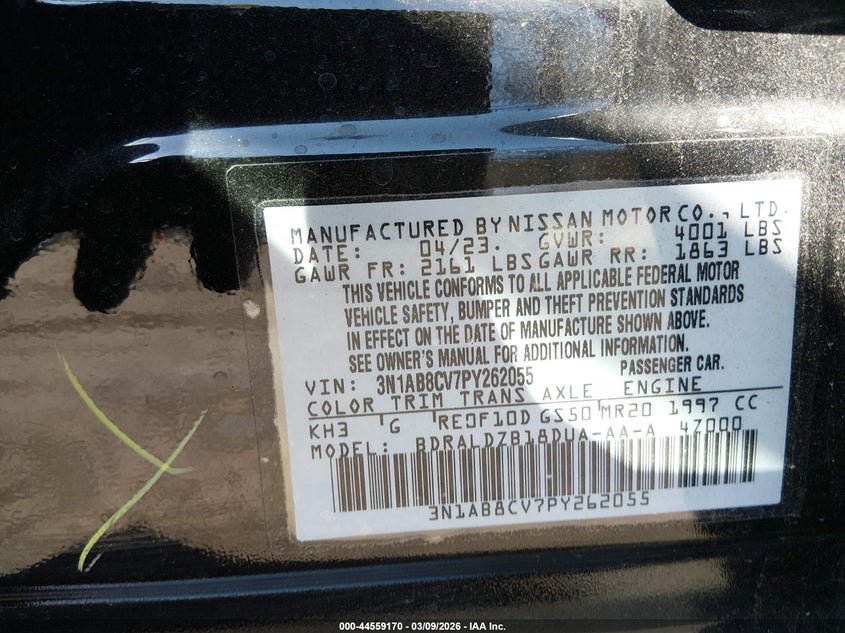 MANUFACTURED BY NISSAN MOTOR CO., LTD.
DATE: 04/23. GVWR: 4001 LBS
GAWR FR: 2161 LBS GAWR RR: 1863 LBS
THIS VEHICLE CONFORMS TO ALL APPLICABLE FEDERAL MOTOR
VEHICLE SAFETY, BUMPER AND THEFT PREVENTION STANDARDS
IN EFFECT ON THE DATE OF MANUFACTURE SHOWN ABOVE.
SEE OWNER'S MANUAL FOR ADDITIONAL INFORMATION.
PASSENGER CAR.
VIN: 3N1AB8CV7PY262055
COLOR TRIM TRANS AXLE ENGINE
KH3 G RE0F10D GS50 MR20 1997 CC
MODEL: BDRALDZB18DUA-AA-A 4Z000
3N1AB8CV7PY262055
000-44559170 - 03/09/2026 - IAA Inc.